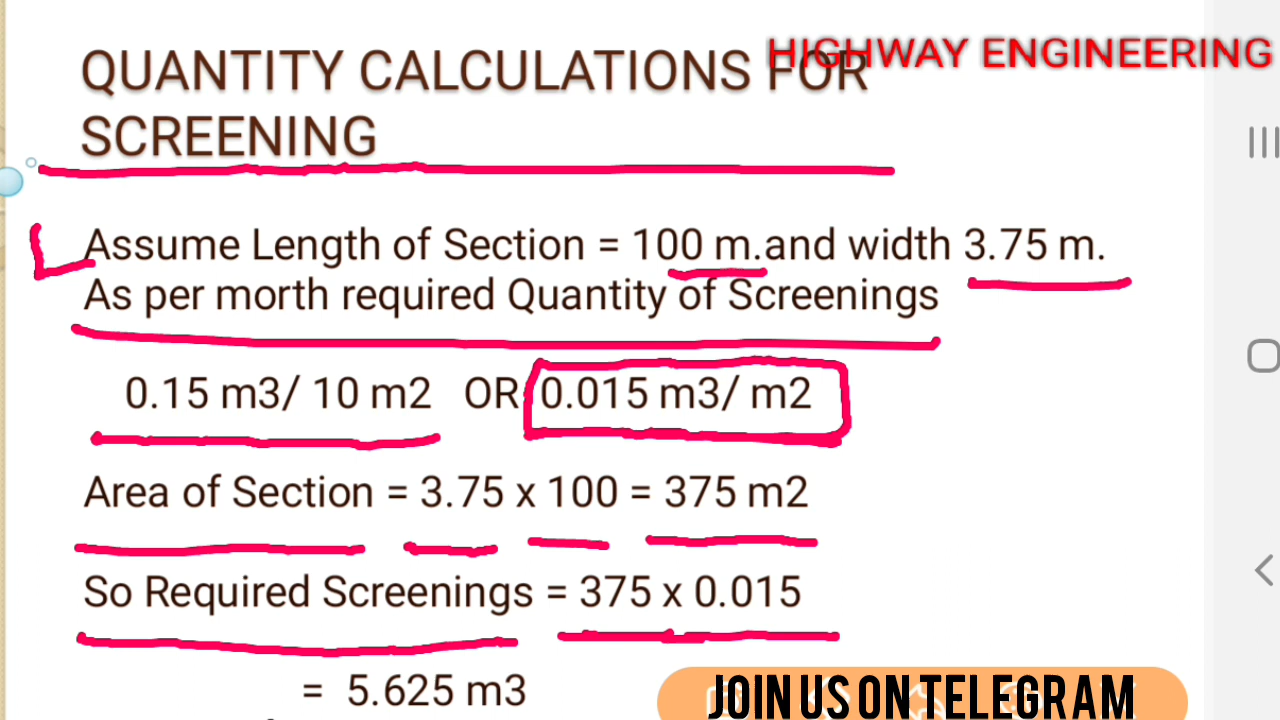 HIGHWAY ENGINEERING
QUANTITY CALCULATIONS FOR
SCREENING
Assume Length of Section = 100 m.and width 3.75 m.
As per morth required Quantity of Screenings
0.15 m3/ 10 m2 OR 0.015 m3/ m2
Area of Section = 3.75 x 100 = 375 m2
So Required Screenings = 375 x 0.015
= 5.625 m3
JOIN US ON TELEGRAM